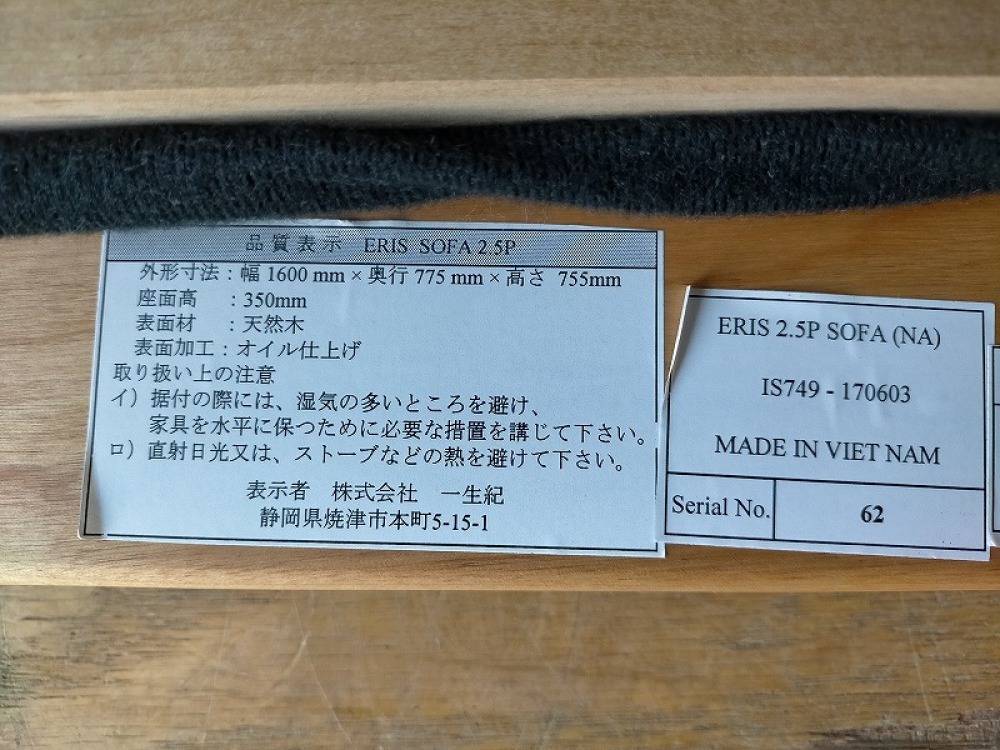 品質表示 ERIS SOFA 2.5P
外形寸法：幅 1600 mm × 奥行 775 mm × 高さ 755mm
座面高 ：350mm
表面材 ：天然木
表面加工：オイル仕上げ
取り扱い上の注意
イ）据付の際には、湿気の多いところを避け、
家具を水平に保つために必要な措置を講じて下さい。
ロ）直射日光又は、ストーブなどの熱を避けて下さい。
表示者 株式会社 一生紀
静岡県焼津市本町5-15-1
ERIS 2.5P SOFA (NA)
IS749 - 170603
MADE IN VIET NAM
Serial No. 62